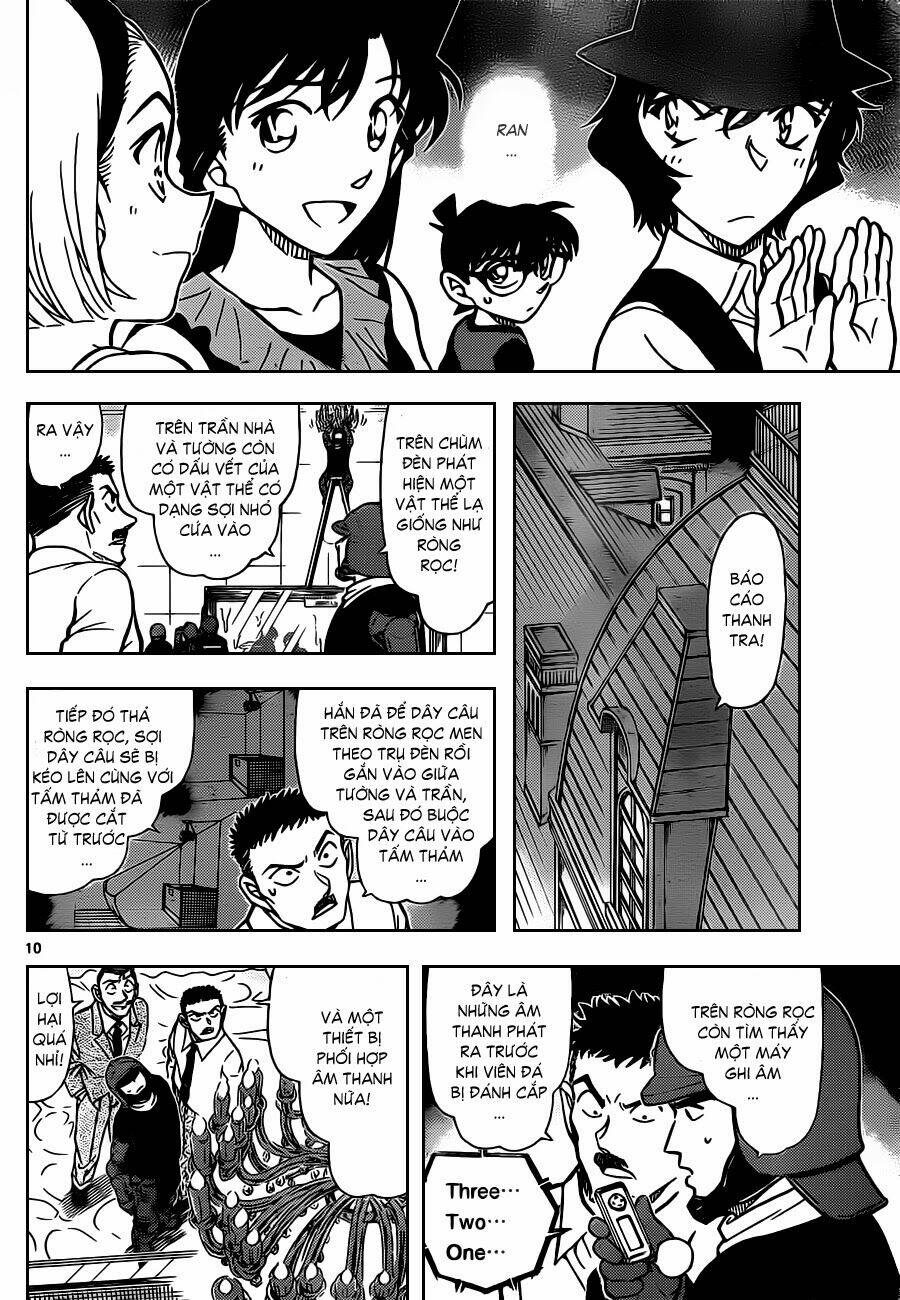 RAN
...
BÁO
CÁO
THANH
TRA!
TRÊN CHÙM
ĐÈN PHÁT
HIỆN MỘT
VẬT THỂ LẠ
GIỐNG NHƯ
RÒNG
RỌC!
TRÊN TRẦN NHÀ
VÀ TƯỜNG CÒN
CÓ DẤU VẾT CỦA
MỘT VẬT THỂ CÓ
DẠNG SỢI NHỎ
CỨA VÀO
...
RA VẬY
...
HẮN ĐÃ ĐỂ DÂY CÂU
TRÊN RÒNG RỌC MEN
THEO TRỤ ĐÈN RỒI
GẮN VÀO GIỮA
TƯỜNG VÀ TRẦN,
SAU ĐÓ BUỘC
DÂY CÂU VÀO
TẤM THẢM
...
TIẾP ĐÓ THẢ
RÒNG RỌC, SỢI
DÂY CÂU SẼ BỊ
KÉO LÊN CÙNG VỚI
TẤM THẢM ĐÃ
ĐƯỢC CẮT
TỪ TRƯỚC
...
10
TRÊN RÒNG RỌC
CÒN TÌM THẤY
MỘT MÁY
GHI ÂM
...
ĐÂY LÀ
NHỮNG ÂM
THANH PHÁT
RA TRƯỚC
KHI VIÊN ĐÁ
BỊ ĐÁNH CẮP
...
Three...
Two...
One...
VÀ MỘT
THIẾT BỊ
PHỐI HỢP
ÂM THANH
NỮA!
LỢI
HẠI
QUÁ
NHỈ!